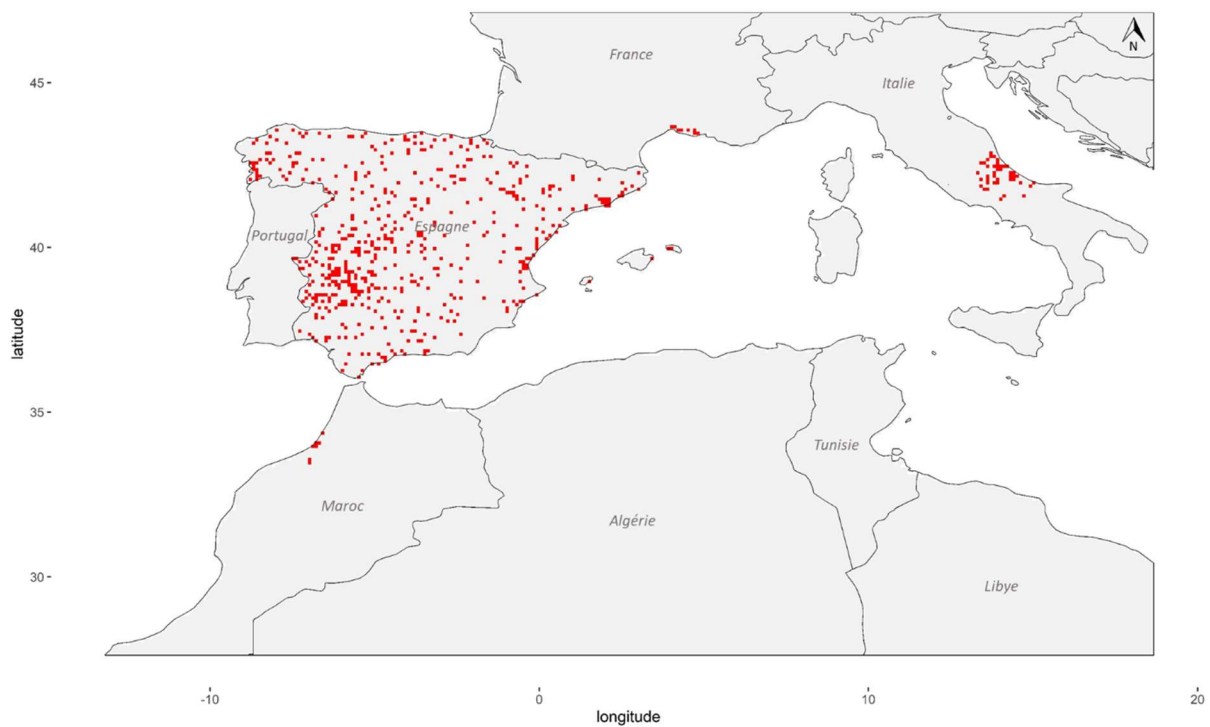 N
France
Italie
45
Portugal
Espagne
40
latitude
35
Tunisie
Maroc
Algérie
30
Libye
-10
0
10
20
longitude